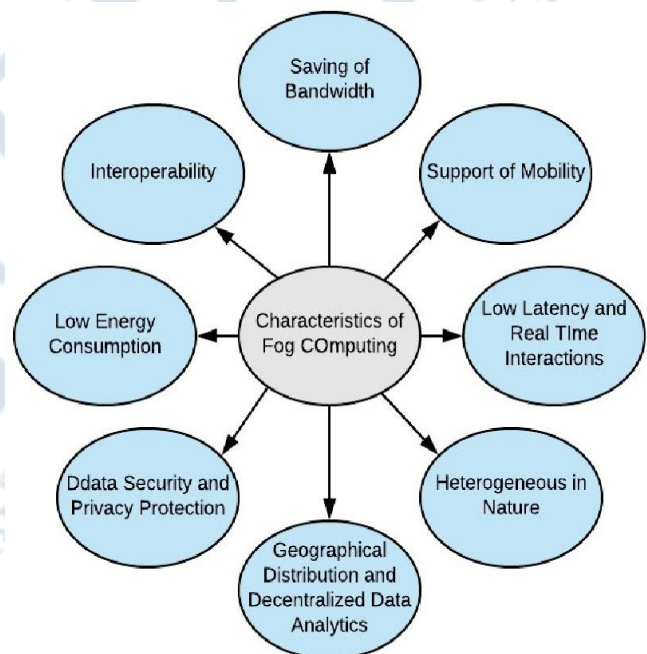 Saving of
Bandwidth
Interoperability
Support of Mobility
Low Energy
Consumption
Characteristics of
Fog COmputing
Low Latency and
Real TIme
Interactions
Ddata Security and
Privacy Protection
Heterogeneous in
Nature
Geographical
Distribution and
Decentralized Data
Analytics